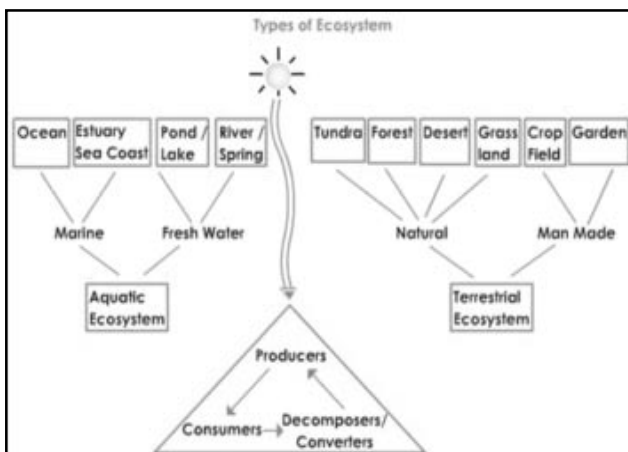 Types of Ecosystem
Ocean
Estuary
Sea Coast
Pond /
Lake
River /
Spring
Tundra
Forest
Desert
Grass
land
Crop
Field
Garden
Marine
Fresh Water
Natural
Man Made
Aquatic
Ecosystem
Terrestrial
Ecosystem
Producers
Consumers
Decomposers/
Converters